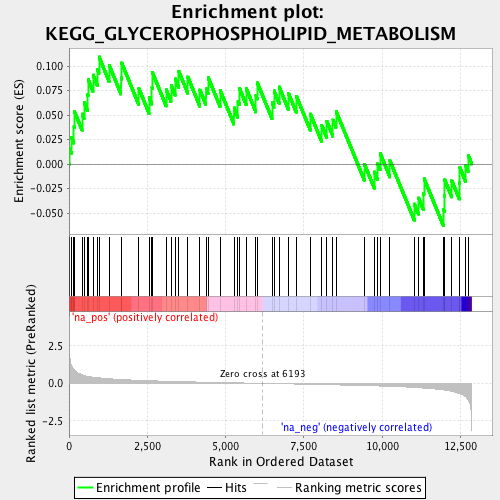 Enrichment plot:
KEGG_GLYCEROPHOSPHOLIPID_METABOLISM
Enrichment score (ES)
0.100
0.075
0.050
0.025
0.000
-0.025
-0.050
'na_pos' (positively correlated)
Ranked list metric (PreRanked)
2.5
0.0
-2.5
Zero cross at 6193
'na_neg' (negatively correlated)
0
2,500
5,000
7,500
10,000
12,500
Rank in Ordered Dataset
Enrichment profile
Hits
Ranking metric scores